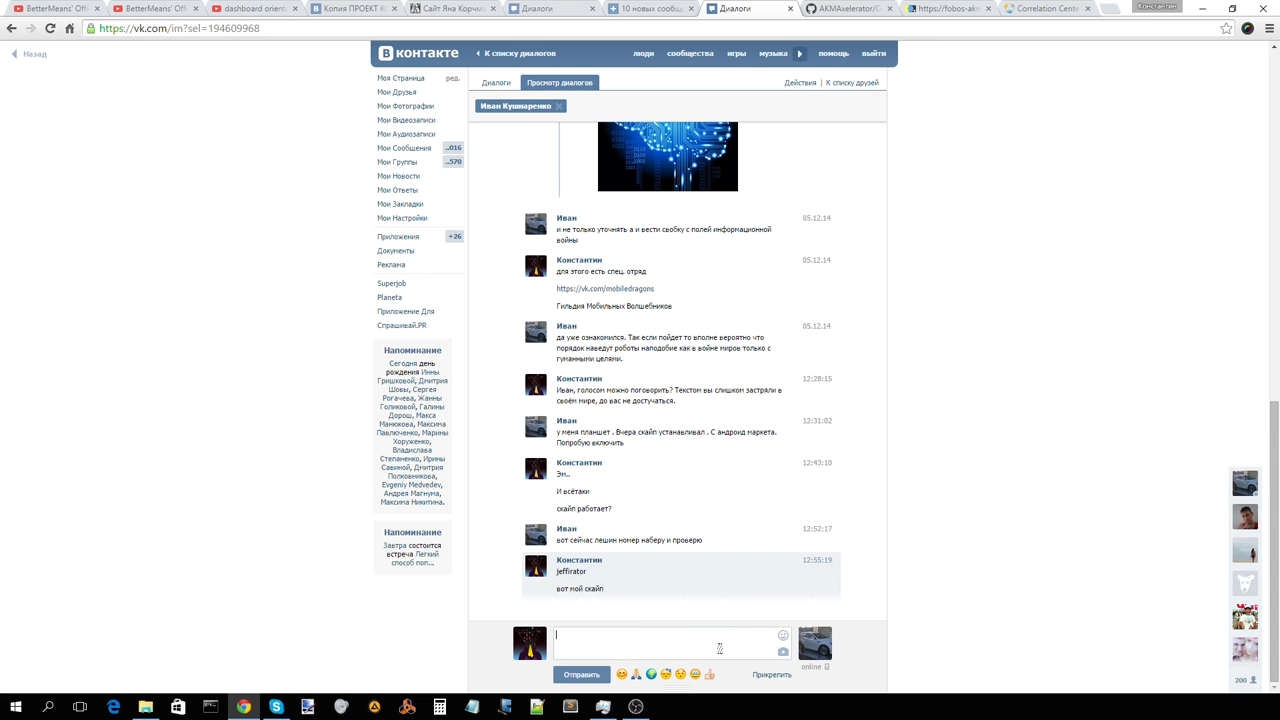 BetterMeans' Offi
BetterMeans' Offi
dashboard orienta
Копия ПРОЕКТ К
Сайт Яна Корчма
Диалоги
10 новых сообщ
Диалоги
AKMAxelerator/C
https://fobos-akm
Correlation Cente
Константин
https://vk.com/im?sel=194609968
Назад
вконтакте
К списку диалогов
люди сообщества игры музыка помощь выйти
Моя Страница ред.
Мои Друзья
Мои Фотографии
Мои Видеозаписи
Мои Аудиозаписи
Мои Сообщения ..016
Мои Группы ..570
Мои Новости
Мои Ответы
Мои Закладки
Мои Настройки
Приложения +26
Документы
Реклама
Superjob
Planeta
Приложение Для
Спрашивай.PR
Напоминание
Сегодня день
рождения Инны
Гришковой, Дмитрия
Шовы, Сергея
Рогачева, Жанны
Голиковой, Галины
Дорош, Макса
Манюкова, Максима
Павлюченко, Марины
Хоруженко,
Владислава
Степаненко, Ирины
Савиной, Дмитрия
Полковникова,
Evgeniy Medvedev,
Андрея Магнума,
Максима Никитина.
Напоминание
Завтра состоится
встреча Легкий
способ поп...
Диалоги Просмотр диалогов Действия | К списку друзей
Иван Кушнаренко
Иван 05.12.14
и не только уточнять а и вести свобку с полей информационой
войны
Константин 05.12.14
для этого есть спец. отряд
https://vk.com/mobiledragons
Гильдия Мобильных Волшебников
Иван 05.12.14
да уже ознакомился. Так если пойдет то вполне вероятно что
порядок наведут роботы наподобие как в войне миров только с
гуманными целями.
Константин 12:28:15
Иван, голосом можно поговорить? Текстом вы слишком застряли в
своём мире, до вас не достучаться.
Иван 12:31:02
у меня планшет . Вчера скайп устанавливал . С андроид маркета.
Попробую включить
Константин 12:43:10
Эм..
И всётаки
скайп работает?
Иван 12:52:17
вот сейчас лешин номер наберу и проверю
Константин 12:55:19
jeffirator
вот мой скайп
online
Отправить
Прикрепить
200